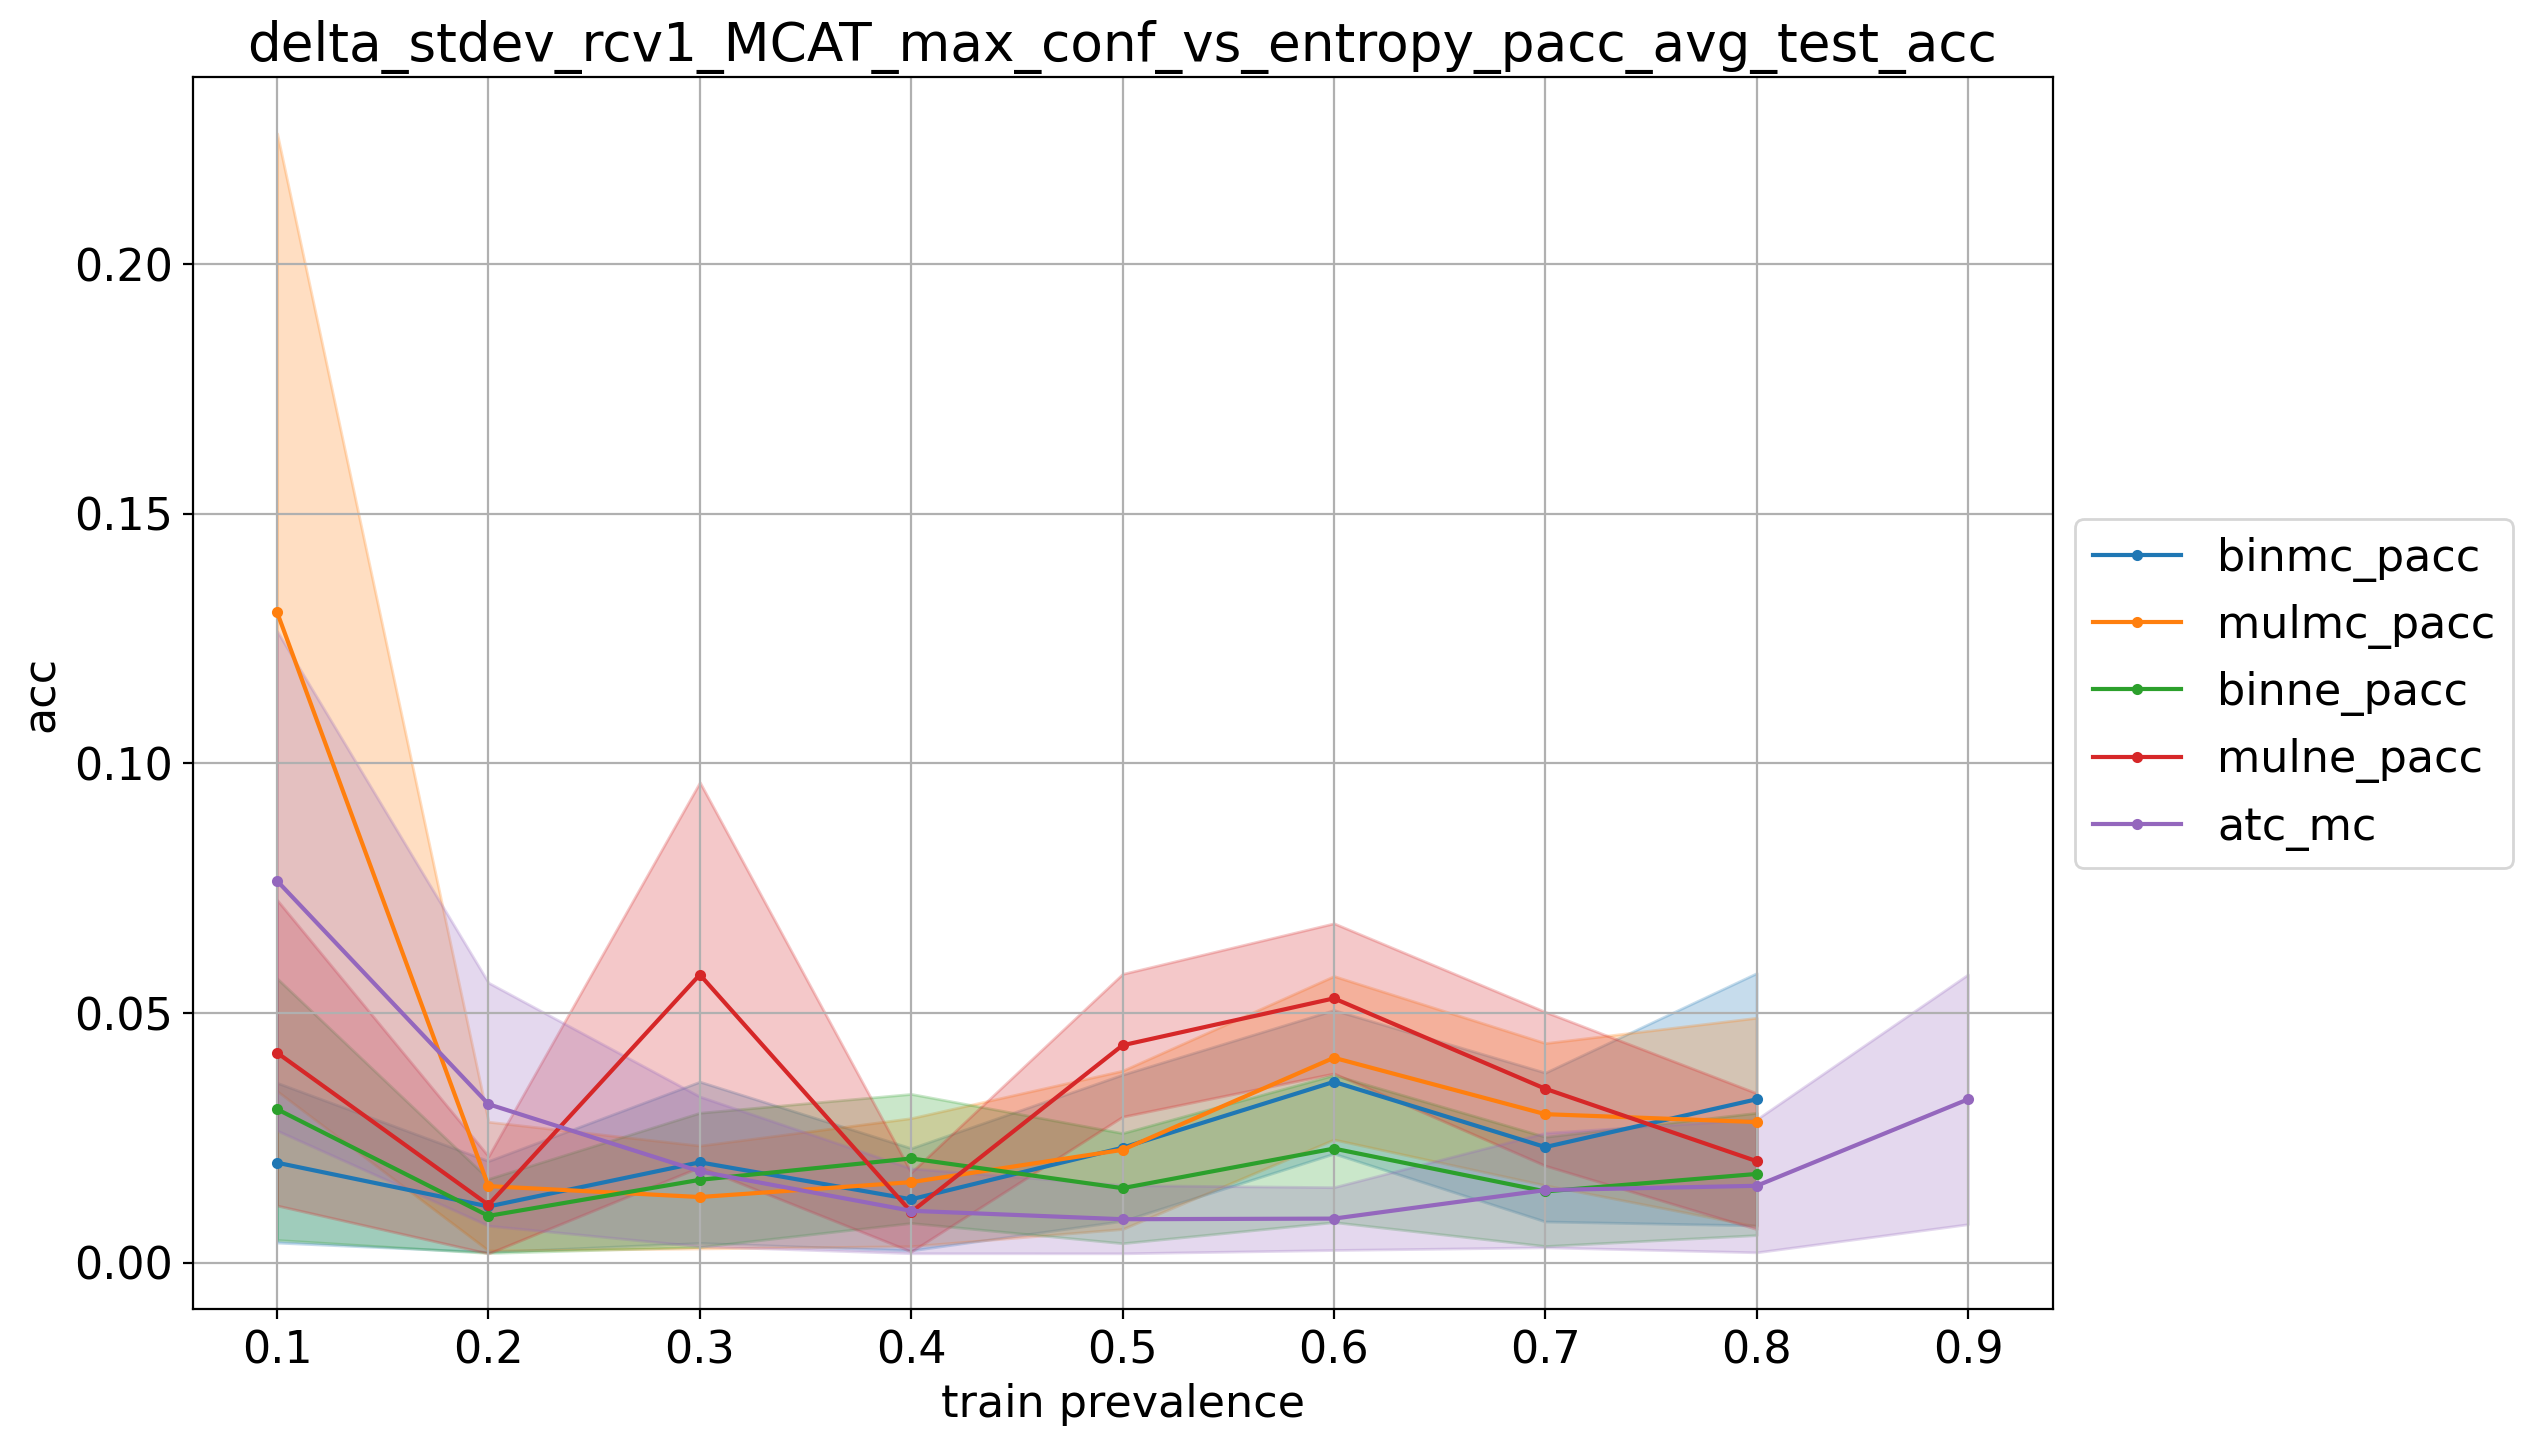 delta_stdev_rcv1_MCAT_max_conf_vs_entropy_pacc_avg_test_acc
0.20
0.15
0.10
0.05
0.00
acc
0.1 0.2 0.3 0.4 0.5 0.6 0.7 0.8 0.9
train prevalence
binmc_pacc
mulmc_pacc
binne_pacc
mulne_pacc
atc_mc